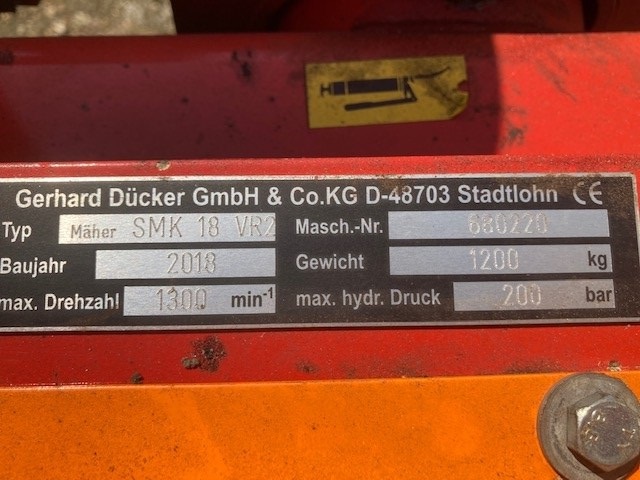 Gerhard Dücker GmbH & Co.KG D-48703 Stadtlohn CE
Typ Mäher SMK 18 VR2 Masch.-Nr. 680220
Baujahr 2018 Gewicht 1200 kg
max. Drehzahl 1300 min⁻¹ max. hydr. Druck 200 bar